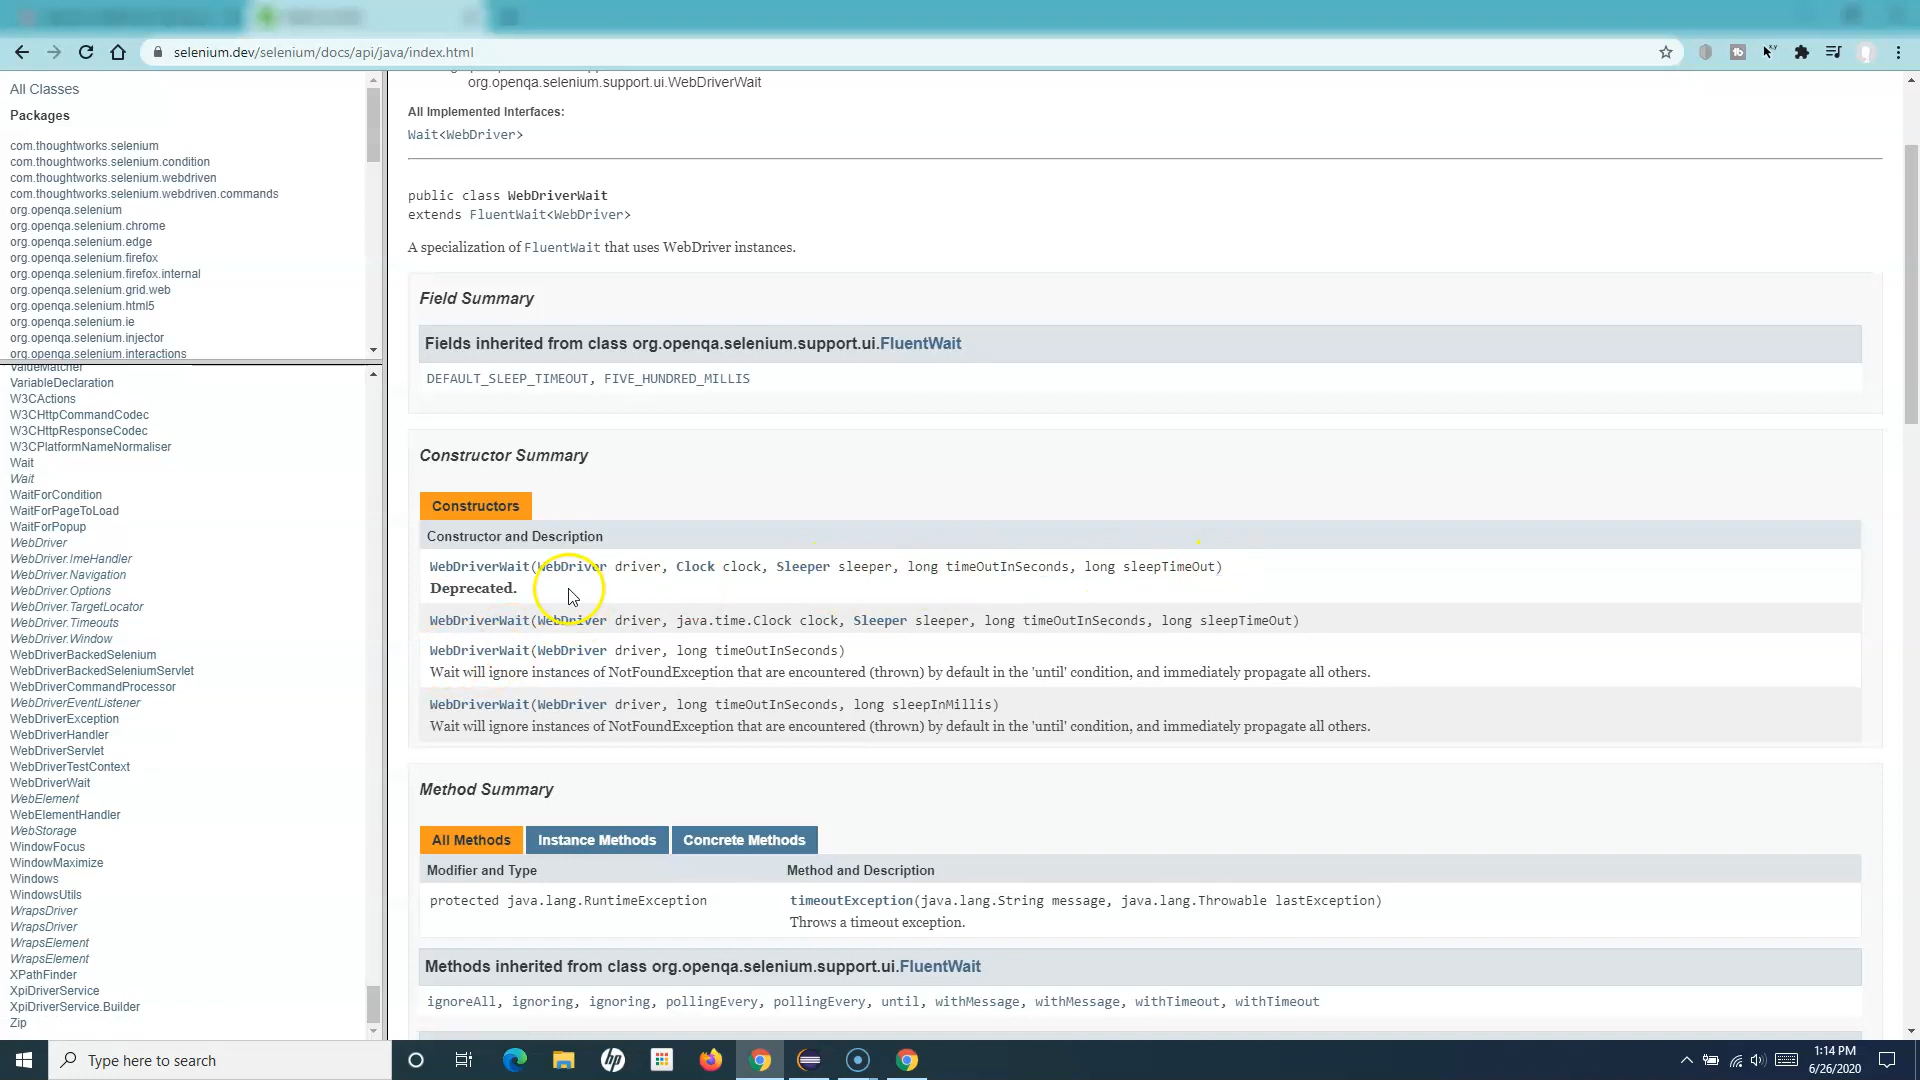 selenium.dev/selenium/docs/api/java/index.html
All Classes
Packages
com.thoughtworks.selenium
com.thoughtworks.selenium.condition
com.thoughtworks.selenium.webdriven
com.thoughtworks.selenium.webdriven.commands
org.openqa.selenium
org.openqa.selenium.chrome
org.openqa.selenium.edge
org.openqa.selenium.firefox
org.openqa.selenium.firefox.internal
org.openqa.selenium.grid.web
org.openqa.selenium.html5
org.openqa.selenium.ie
org.openqa.selenium.injector
org.openqa.selenium.interactions
ValueMatcher
VariableDeclaration
W3CActions
W3CHttpCommandCodec
W3CHttpResponseCodec
W3CPlatformNameNormaliser
Wait
Wait
WaitForCondition
WaitForPageToLoad
WaitForPopup
WebDriver
WebDriver.ImeHandler
WebDriver.Navigation
WebDriver.Options
WebDriver.TargetLocator
WebDriver.Timeouts
WebDriver.Window
WebDriverBackedSelenium
WebDriverBackedSeleniumServlet
WebDriverCommandProcessor
WebDriverEventListener
WebDriverException
WebDriverHandler
WebDriverServlet
WebDriverTestContext
WebDriverWait
WebElement
WebElementHandler
WebStorage
WindowFocus
WindowMaximize
Windows
WindowsUtils
WrapsDriver
WrapsDriver
WrapsElement
WrapsElement
XPathFinder
XpiDriverService
XpiDriverService.Builder
Zip
org.openqa.selenium.support.ui.WebDriverWait
All Implemented Interfaces:
Wait<WebDriver>
public class WebDriverWait
extends FluentWait<WebDriver>
A specialization of FluentWait that uses WebDriver instances.
Field Summary
Fields inherited from class org.openqa.selenium.support.ui.FluentWait
DEFAULT_SLEEP_TIMEOUT, FIVE_HUNDRED_MILLIS
Constructor Summary
Constructors
Constructor and Description
WebDriverWait(WebDriver driver, Clock clock, Sleeper sleeper, long timeOutInSeconds, long sleepTimeOut)
Deprecated.
WebDriverWait(WebDriver driver, java.time.Clock clock, Sleeper sleeper, long timeOutInSeconds, long sleepTimeOut)
WebDriverWait(WebDriver driver, long timeOutInSeconds)
Wait will ignore instances of NotFoundException that are encountered (thrown) by default in the 'until' condition, and immediately propagate all others.
WebDriverWait(WebDriver driver, long timeOutInSeconds, long sleepInMillis)
Wait will ignore instances of NotFoundException that are encountered (thrown) by default in the 'until' condition, and immediately propagate all others.
Method Summary
All Methods Instance Methods Concrete Methods
Modifier and Type Method and Description
protected java.lang.RuntimeException timeoutException(java.lang.String message, java.lang.Throwable lastException)
Throws a timeout exception.
Methods inherited from class org.openqa.selenium.support.ui.FluentWait
ignoreAll, ignoring, ignoring, pollingEvery, pollingEvery, until, withMessage, withMessage, withTimeout, withTimeout
Type here to search
hp
1:14 PM
6/26/2020